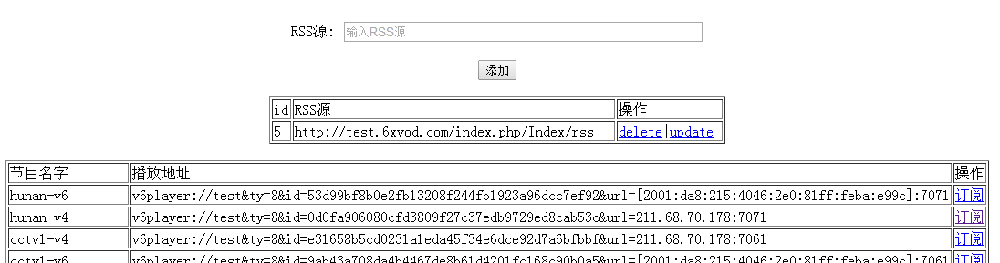 RSS源: 输入RSS源
添加
id RSS源 操作
5 http://test.6xvod.com/index.php/Index/rss delete|update
节目名字 播放地址 操作
hunan-v6 v6player://test&ty=8&id=53d99bf8b0e2fb13208f244fb1923a96dcc7ef92&url=[2001:da8:215:4046:2e0:81ff:feba:e99c]:7071 订阅
hunan-v4 v6player://test&ty=8&id=0d0fa906080cfd3809f27c37edb9729ed8cab53c&url=211.68.70.178:7071 订阅
cctv1-v4 v6player://test&ty=8&id=e31658b5cd0231a1eda45f34e6dce92d7a6bfbbf&url=211.68.70.178:7061 订阅
cctv1-v6 v6player://test&ty=8&id=9ab43a708da4b4467de8b61d4201fc168c90b0a5&url=[2001:da8:215:4046:2e0:81ff:feba:e99c]:7061 订阅